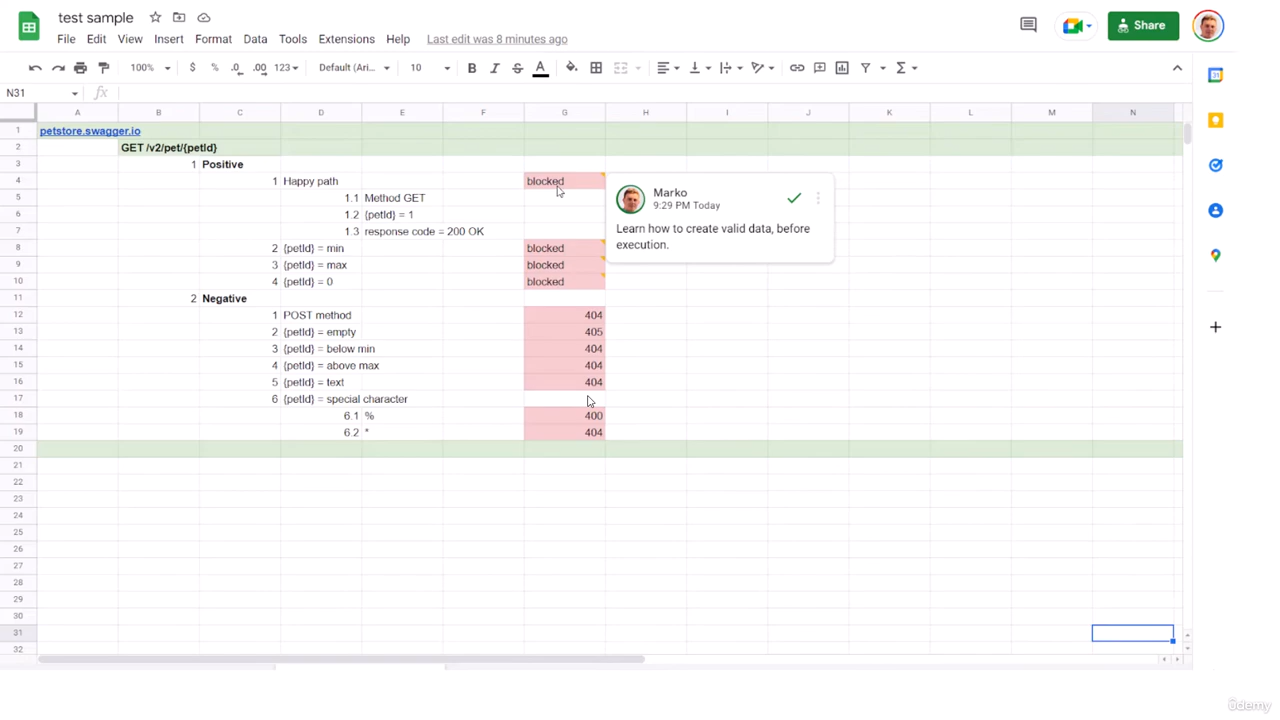 test sample
File Edit View Insert Format Data Tools Extensions Help Last edit was 8 minutes ago
Share
100% $ % .0 .00 123 Default (Ari... 10 B I S A
N31 fx
A B C D E F G H I J K L M N
1 petstore.swagger.io
2 GET /v2/pet/{petId}
3 1 Positive
4 1 Happy path blocked
5 1.1 Method GET
6 1.2 {petId} = 1
7 1.3 response code = 200 OK
8 2 {petId} = min blocked
9 3 {petId} = max blocked
10 4 {petId} = 0 blocked
11 2 Negative
12 1 POST method 404
13 2 {petId} = empty 405
14 3 {petId} = below min 404
15 4 {petId} = above max 404
16 5 {petId} = text 404
17 6 {petId} = special character
18 6.1 % 400
19 6.2 * 404
20
21
22
23
24
25
26
27
28
29
30
31
32
Marko
9:29 PM Today
Learn how to create valid data, before
execution.
31
ûdemy